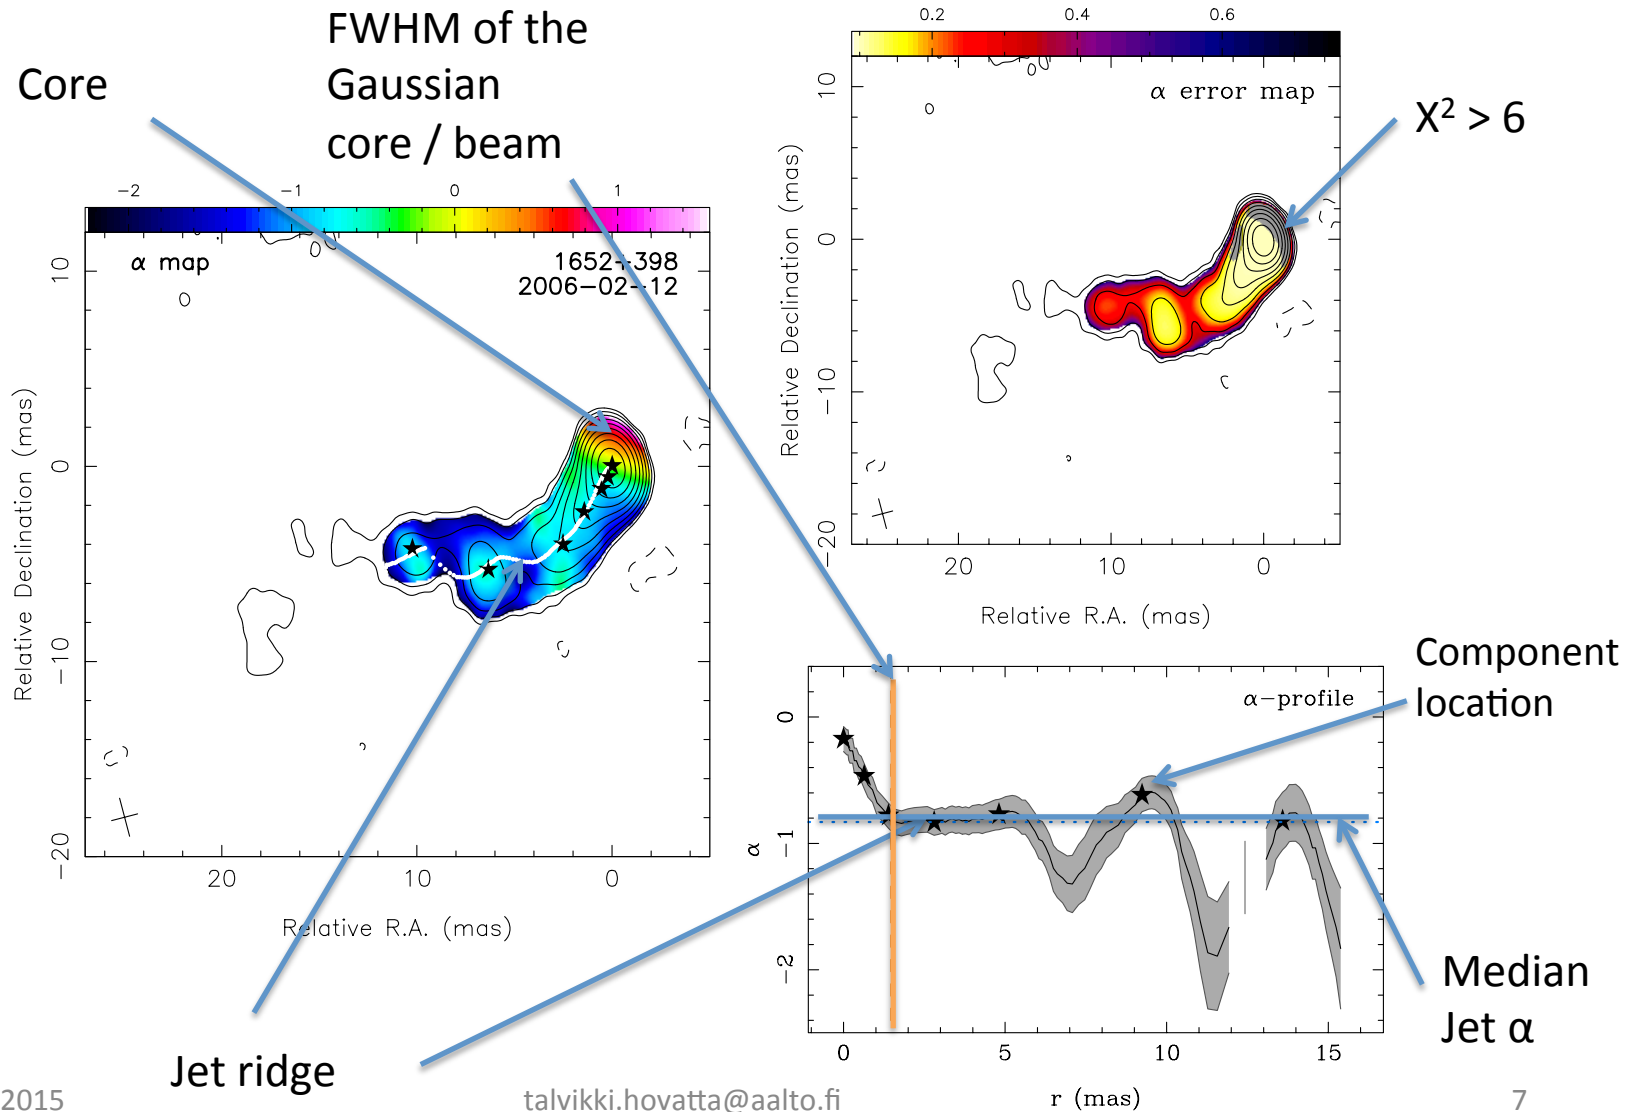 FWHM of the
Gaussian
core / beam
Core
−2 −1 0 1
α map
1652+398
2006−02−12
10
0
−10
−20
20 10 0
Relative Declination (mas)
Relative R.A. (mas)
0.2 0.4 0.6
α error map
Χ² > 6
10
0
−10
−20
20 10 0
Relative Declination (mas)
Relative R.A. (mas)
Component
location
α−profile
0
−1
−2
α
0 5 10 15
r (mas)
Median
Jet α
Jet ridge
2015
talvikki.hovatta@aalto.fi
7